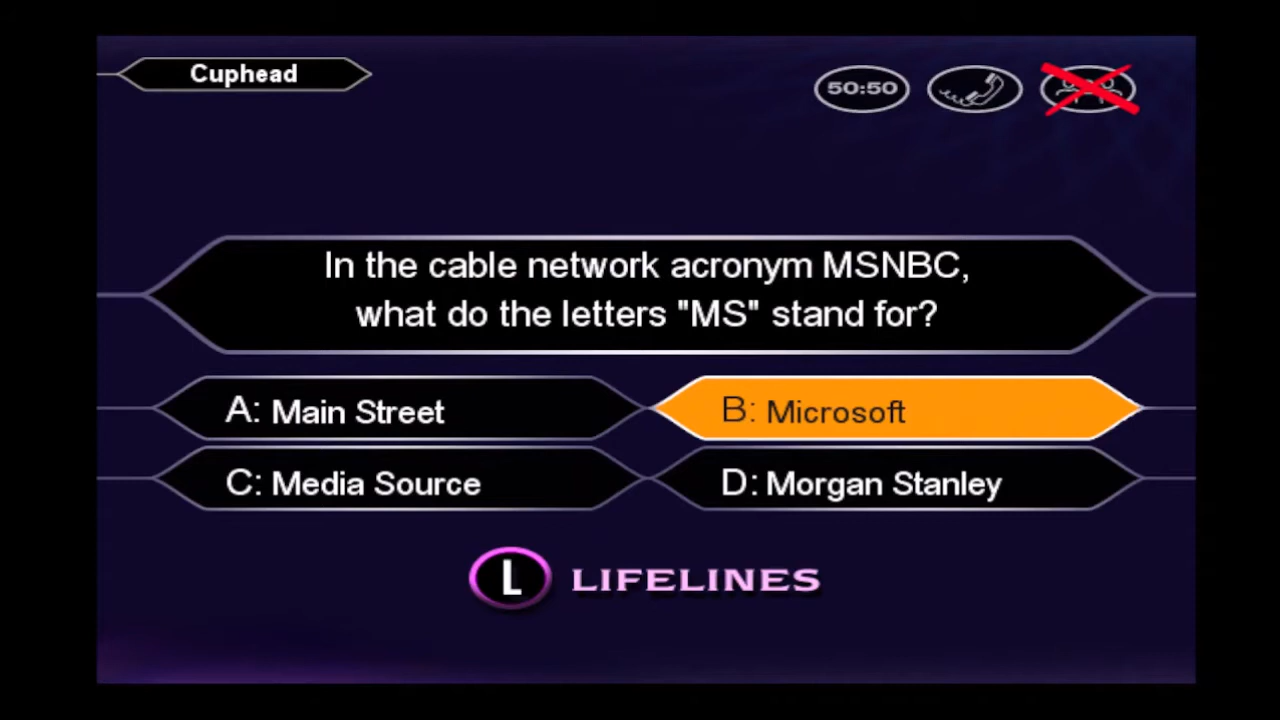 Cuphead
50:50
In the cable network acronym MSNBC,
what do the letters "MS" stand for?
A: Main Street
B: Microsoft
C: Media Source
D: Morgan Stanley
L LIFELINES